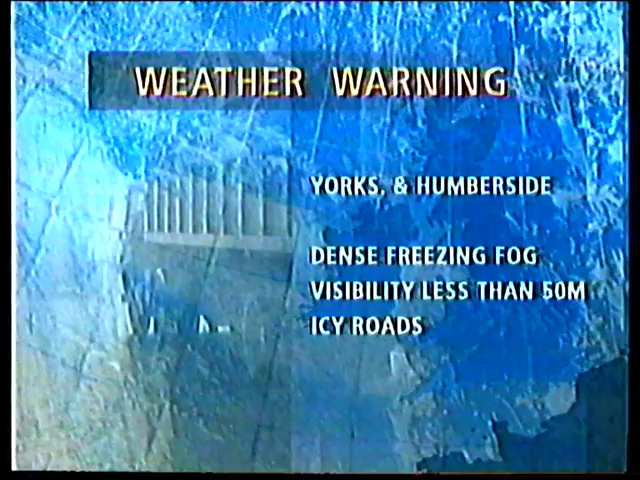 WEATHER WARNING
YORKS. & HUMBERSIDE
DENSE FREEZING FOG
VISIBILITY LESS THAN 50M
ICY ROADS